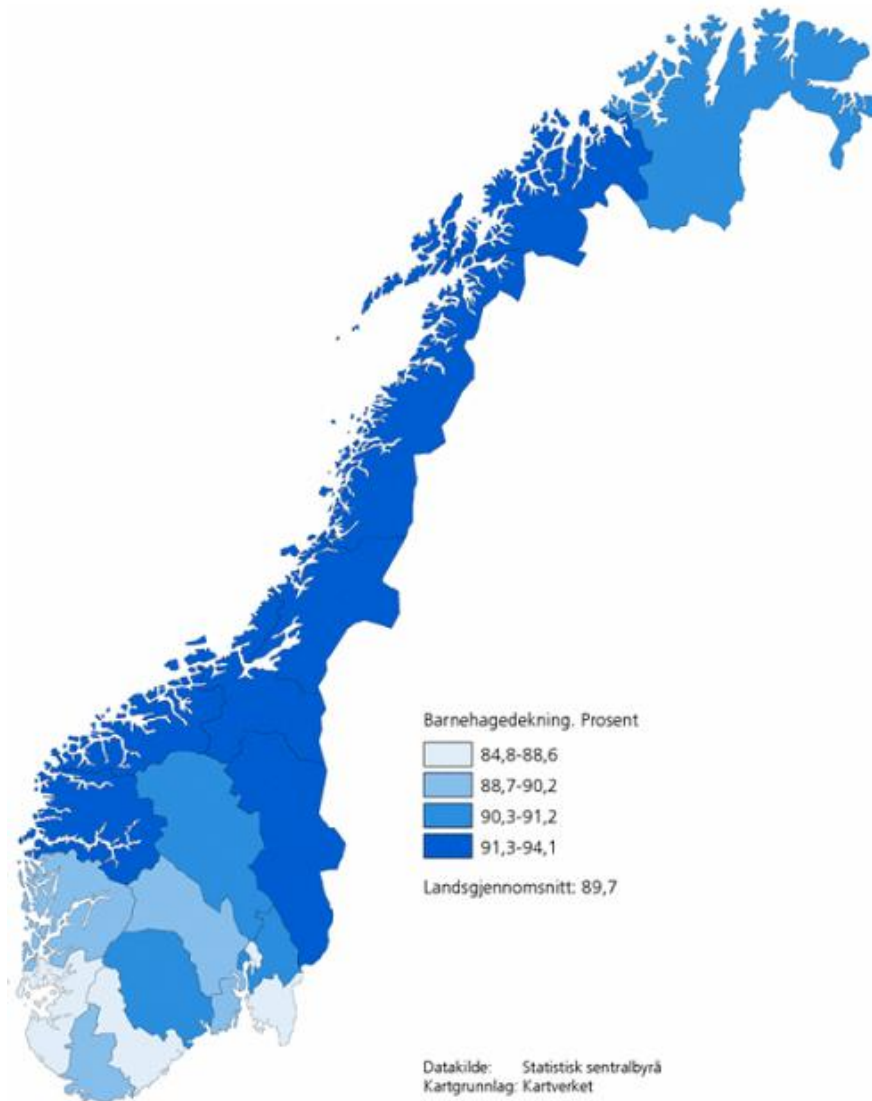 Barnehagedekning. Prosent
84,8-88,6
88,7-90,2
90,3-91,2
91,3-94,1
Landsgjennomsnitt: 89,7
Datakilde: Statistisk sentralbyrå
Kartgrunnlag: Kartverket